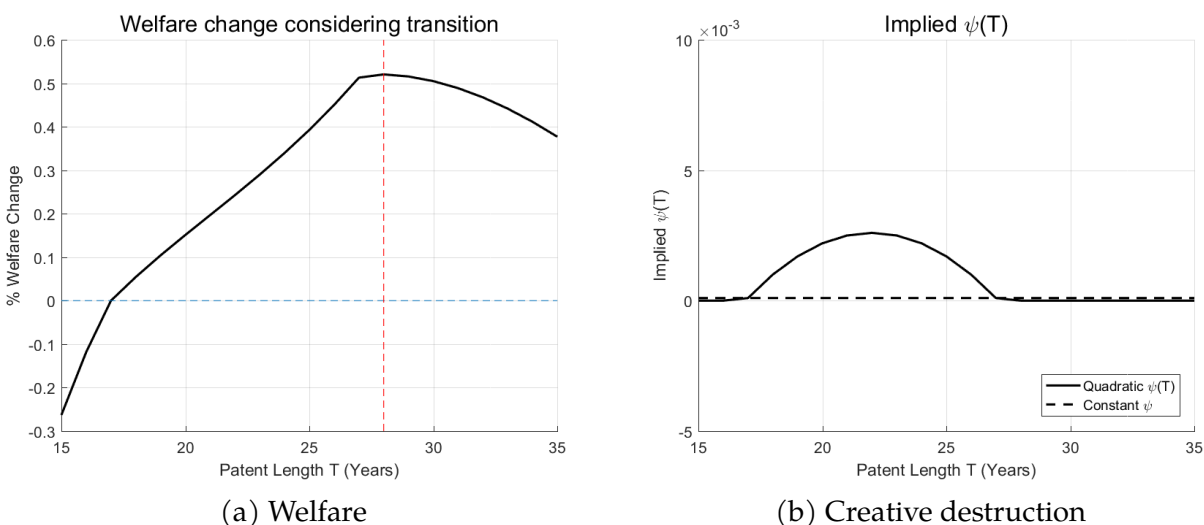 Welfare change considering transition
0.6
0.5
0.4
0.3
0.2
0.1
0
-0.1
-0.2
-0.3
% Welfare Change
15
20
25
30
35
Patent Length T (Years)
(a) Welfare
Implied ψ(T)
×10⁻³
10
5
0
-5
Implied ψ(T)
Quadratic ψ(T)
Constant ψ
15
20
25
30
35
Patent Length T (Years)
(b) Creative destruction